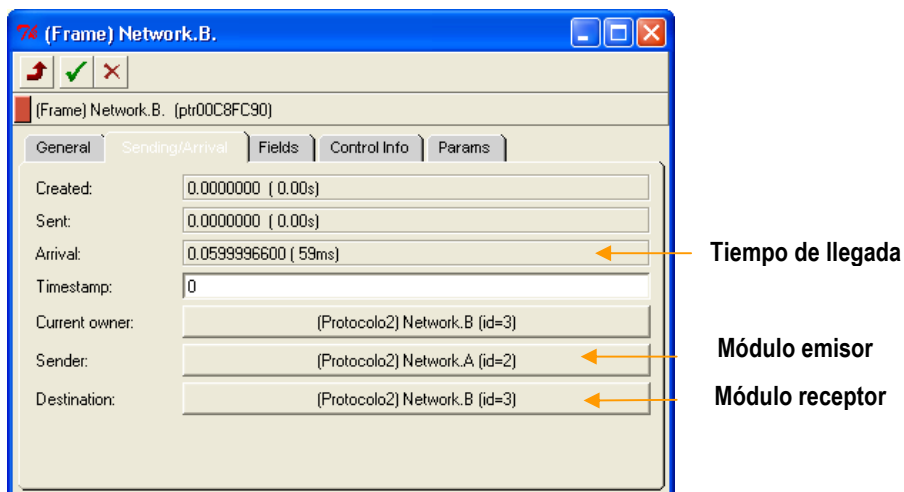 (Frame) Network.B.
(Frame) Network.B. (ptr00C8FC90)
General Sending/Arrival Fields Control Info Params
Created: 0.0000000 ( 0.00s)
Sent: 0.0000000 ( 0.00s)
Arrival: 0.0599996600 ( 59ms) Tiempo de llegada
Timestamp: 0
Current owner: (Protocolo2) Network.B (id=3)
Sender: (Protocolo2) Network.A (id=2) Módulo emisor
Destination: (Protocolo2) Network.B (id=3) Módulo receptor